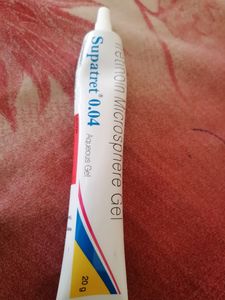 Tretinoin Microsphere Gel
Supatret® 0.04
Aqueous Gel
20 g